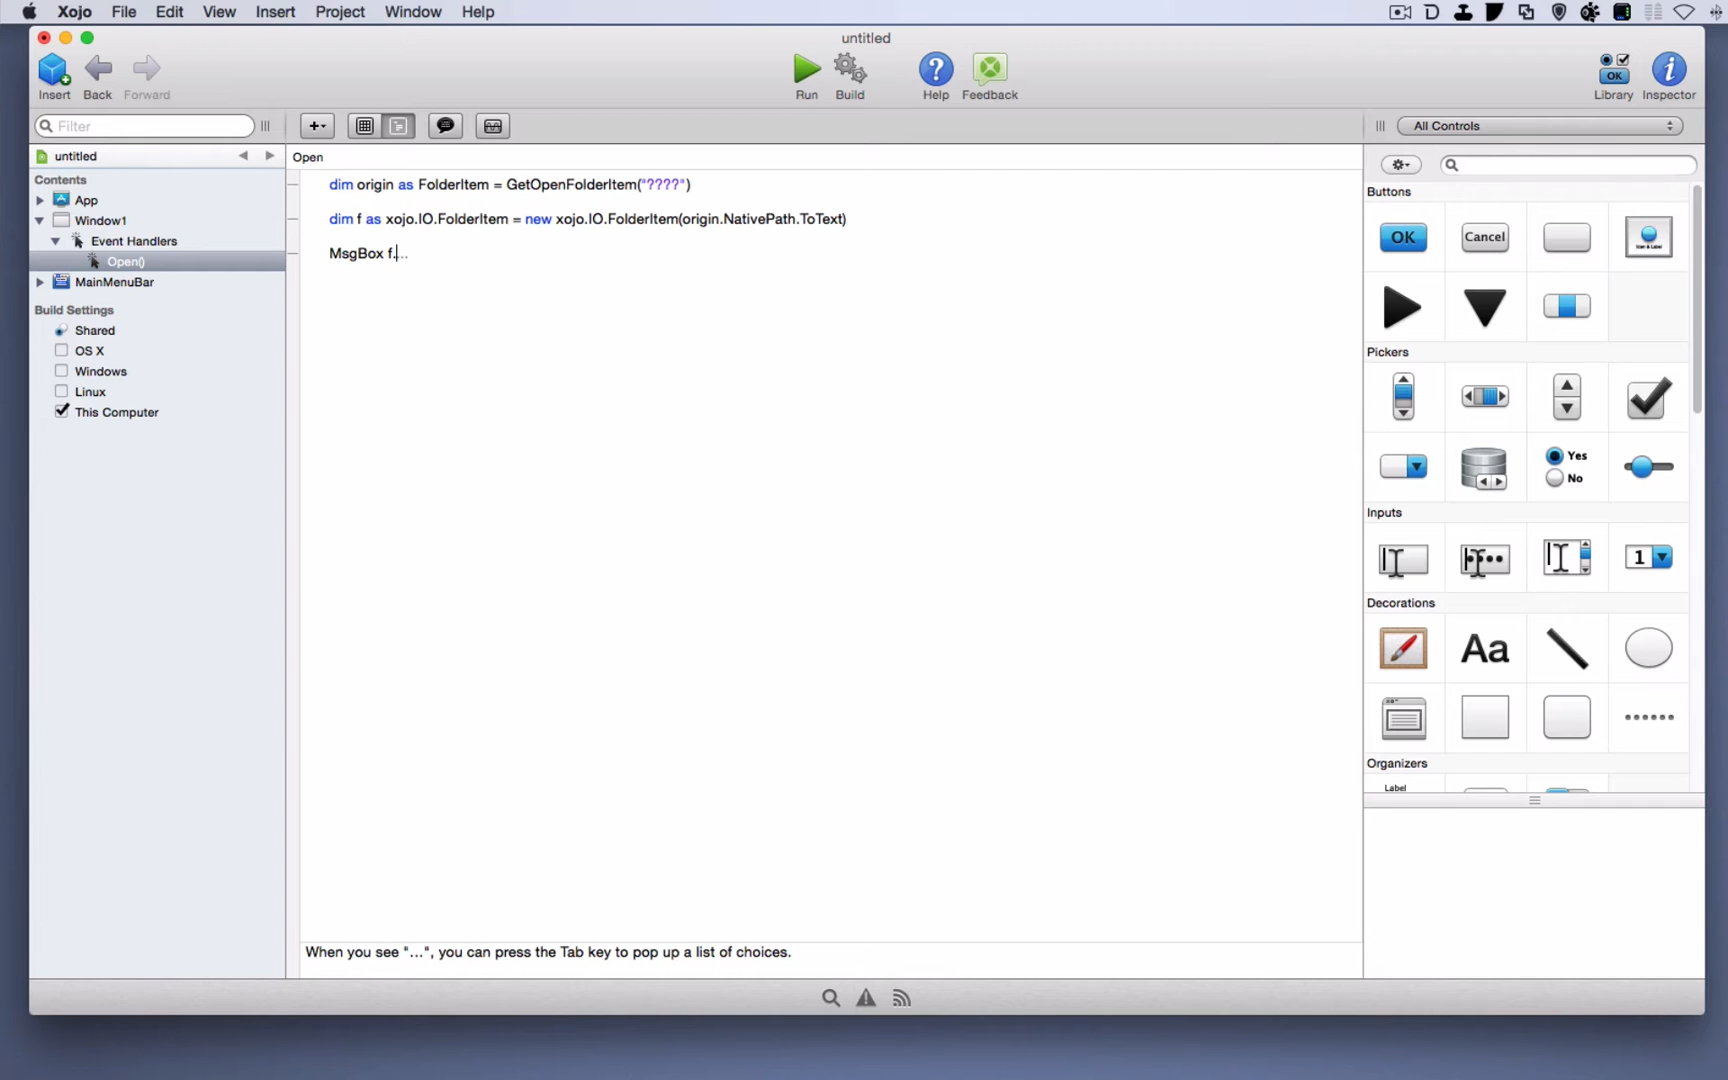 Xojo File Edit View Insert Project Window Help
untitled
Insert Back Forward Run Build Help Feedback OK Library Inspector
Filter
All Controls
untitled
Open
Contents
App
Window1
Event Handlers
Open()
MainMenuBar
Build Settings
Shared
OS X
Windows
Linux
This Computer
dim origin as FolderItem = GetOpenFolderItem("????")
dim f as xojo.IO.FolderItem = new xojo.IO.FolderItem(origin.NativePath.ToText)
MsgBox f...
Buttons
OK Cancel
Icon & Label
Pickers
Yes
No
Inputs
1
Decorations
Aa
Organizers
Label
When you see "...", you can press the Tab key to pop up a list of choices.